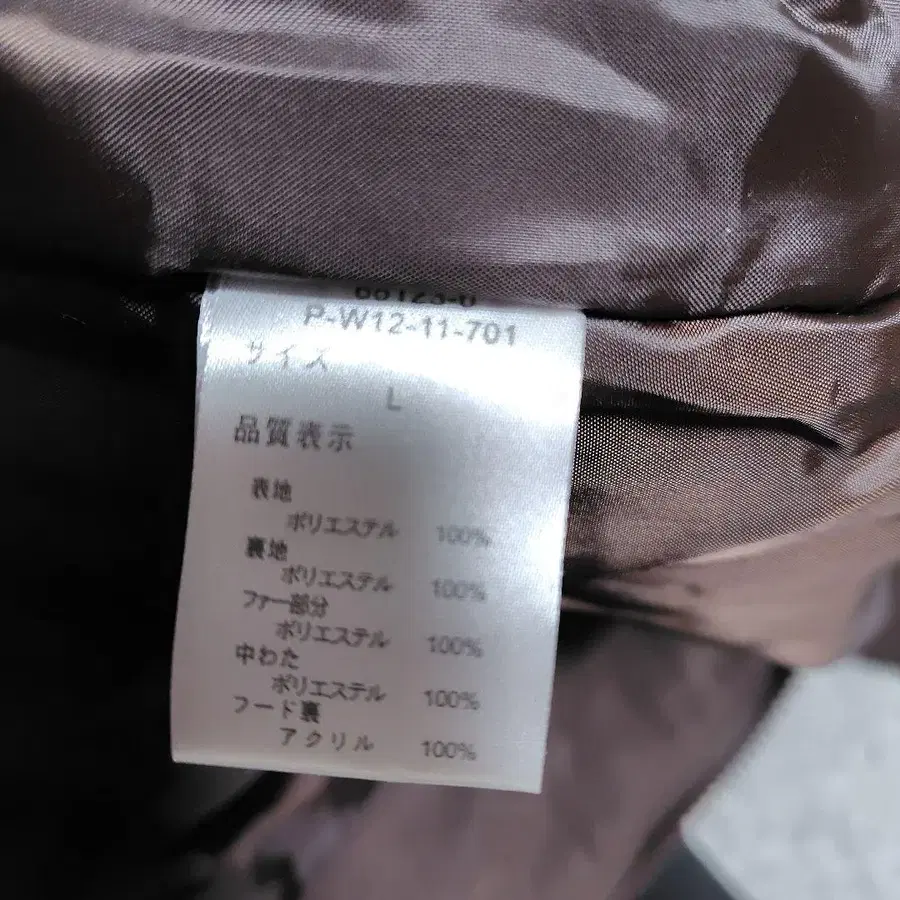 P-W12-11-701
サイズ
L
品質表示
表地
ポリエステル 100%
裏地
ポリエステル 100%
ファー部分
ポリエステル 100%
中わた
ポリエステル 100%
フード裏
アクリル 100%